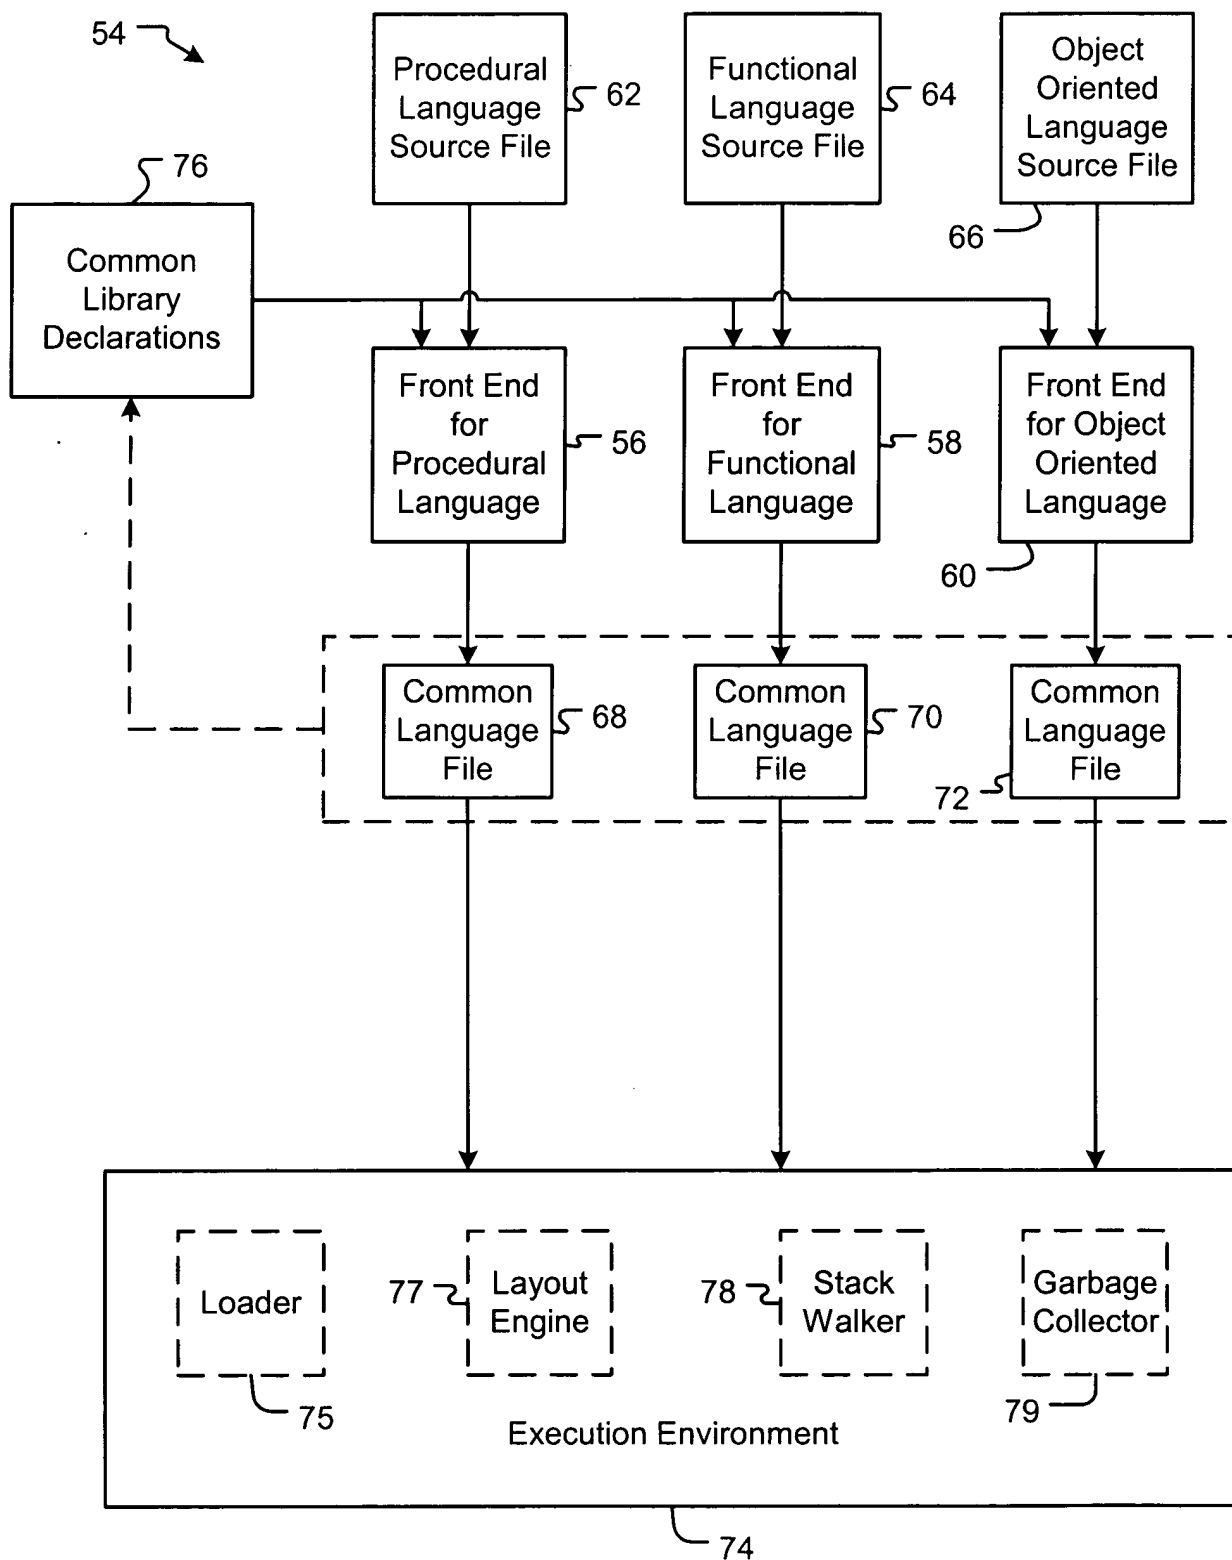 54
Procedural
Language
Source File
62
Functional
Language
Source File
64
Object
Oriented
Language
Source File
66
76
Common
Library
Declarations
Front End
for
Procedural
Language
56
Front End
for
Functional
Language
58
Front End
for Object
Oriented
Language
60
Common
Language
File
68
Common
Language
File
70
Common
Language
File
72
Loader
75
77
Layout
Engine
78
Stack
Walker
Garbage
Collector
79
Execution Environment
74